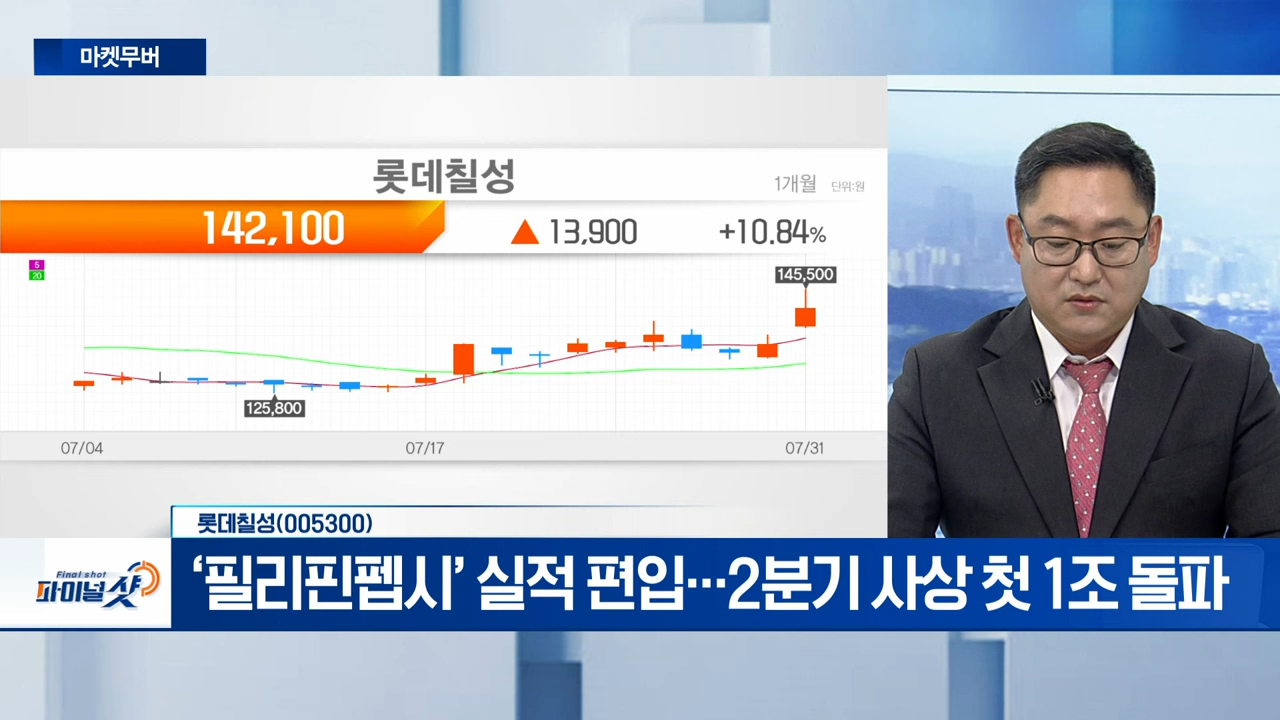 마켓무버
롯데칠성
1개월 단위:원
142,100 ▲ 13,900 +10.84%
5
20
145,500
125,800
07/04 07/17 07/31
롯데칠성(005300)
Final shot
파이널샷
‘필리핀펩시’ 실적 편입…2분기 사상 첫 1조 돌파